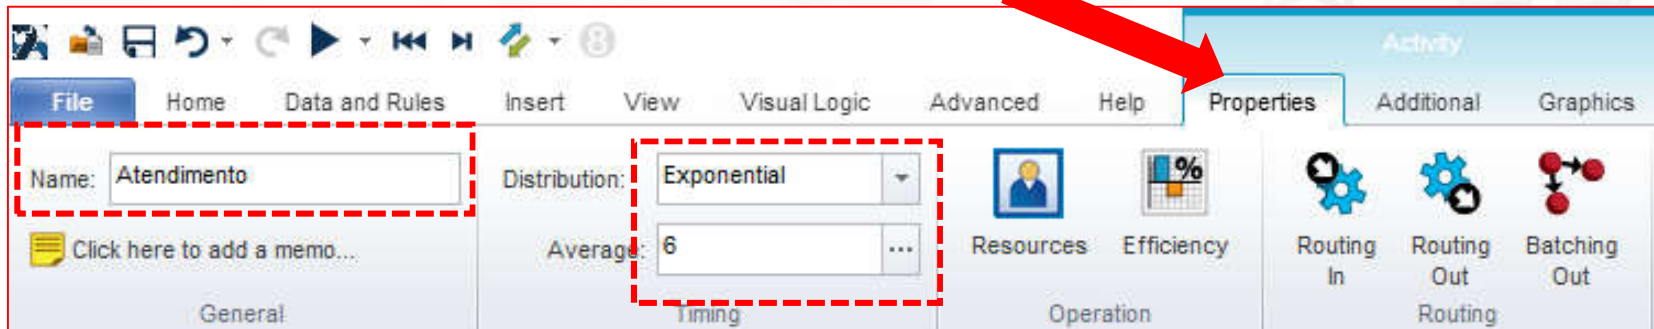 Activity
File Home Data and Rules Insert View Visual Logic Advanced Help Properties Additional Graphics
Name: Atendimento
Distribution: Exponential
%
Click here to add a memo...
Average: 6 ...
Resources Efficiency
Routing In
Routing Out
Batching Out
General Timing Operation Routing